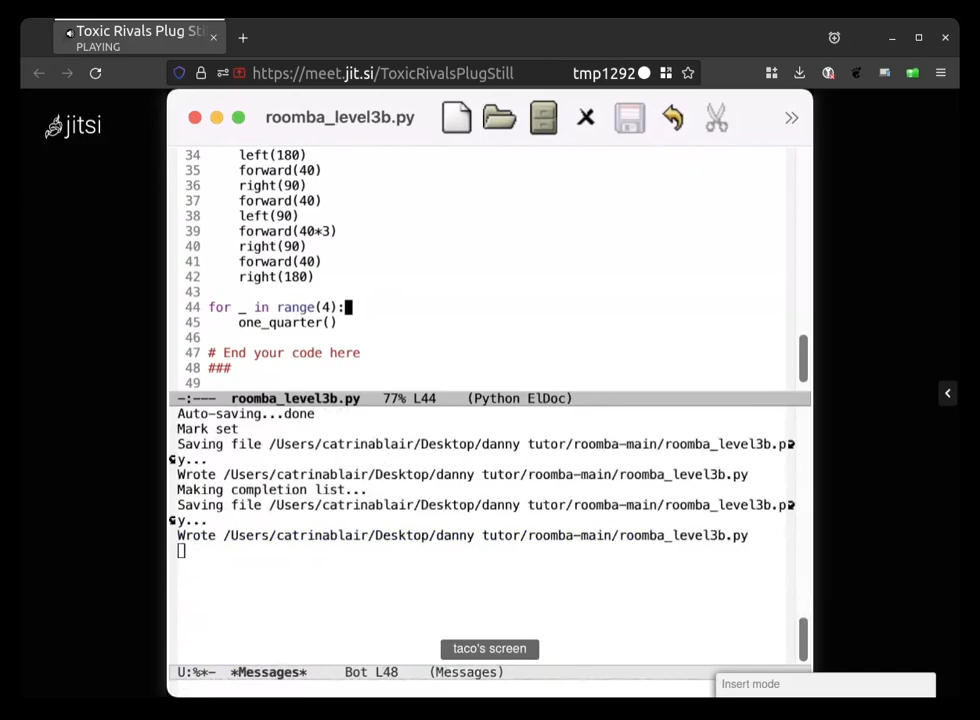 Toxic Rivals Plug Sti
PLAYING
https://meet.jit.si/ToxicRivalsPlugStill
tmp1292
jitsi
roomba_level3b.py
34 left(180)
35 forward(40)
36 right(90)
37 forward(40)
38 left(90)
39 forward(40*3)
40 right(90)
41 forward(40)
42 right(180)
43
44 for _ in range(4):
45 one_quarter()
46
47 # End your code here
48 ###
49
-:--- roomba_level3b.py 77% L44 (Python ElDoc)
Auto-saving...done
Mark set
Saving file /Users/catrinablair/Desktop/danny tutor/roomba-main/roomba_level3b.p
y...
Wrote /Users/catrinablair/Desktop/danny tutor/roomba-main/roomba_level3b.py
Making completion list...
Saving file /Users/catrinablair/Desktop/danny tutor/roomba-main/roomba_level3b.p
y...
Wrote /Users/catrinablair/Desktop/danny tutor/roomba-main/roomba_level3b.py
taco's screen
U:%*- *Messages* Bot L48 (Messages)
Insert mode